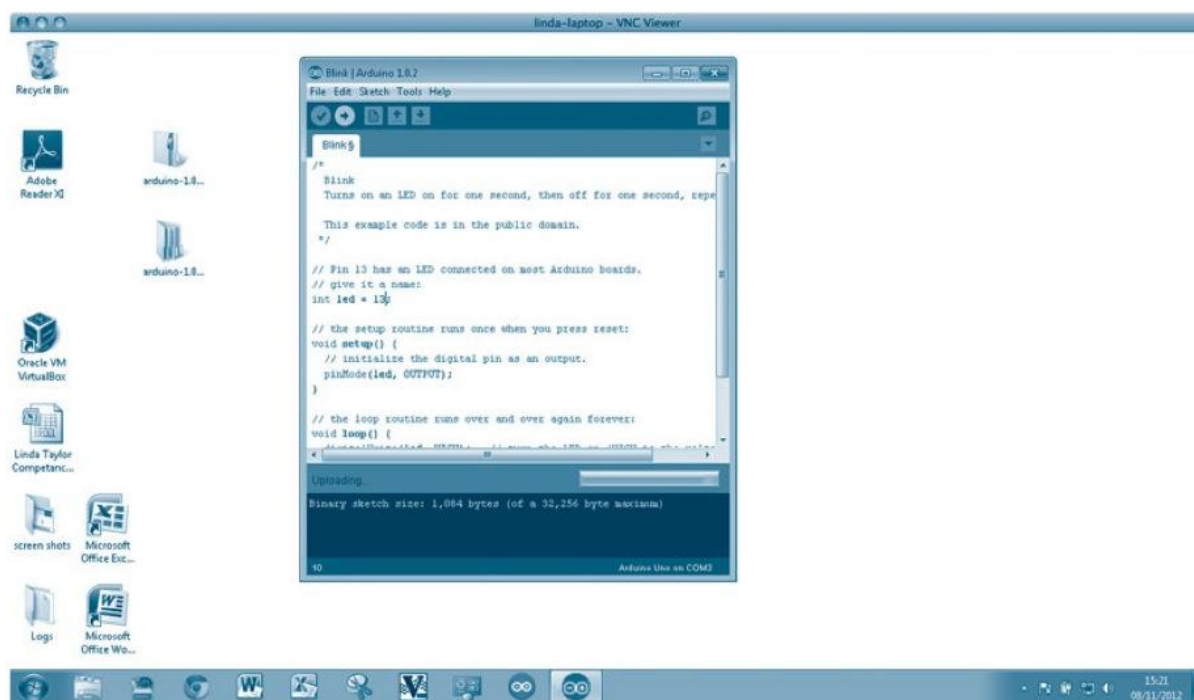 linda-laptop - VNC Viewer
Recycle Bin
Adobe
Reader XI
arduino-1.0...
arduino-1.0...
Oracle VM
VirtualBox
Linda Taylor
Competanc...
screen shots
Microsoft
Office Exc...
Logs
Microsoft
Office Wo...
Blink | Arduino 1.0.2
File Edit Sketch Tools Help
Blink §
/*
Blink
Turns on an LED on for one second, then off for one second, repe
This example code is in the public domain.
*/
// Pin 13 has an LED connected on most Arduino boards.
// give it a name:
int led = 13;
// the setup routine runs once when you press reset:
void setup() {
// initialize the digital pin as an output.
pinMode(led, OUTPUT);
}
// the loop routine runs over and over again forever:
void loop() {
Uploading...
Binary sketch size: 1,084 bytes (of a 32,256 byte maximum)
10
Arduino Uno on COM3
15:21
08/11/2012